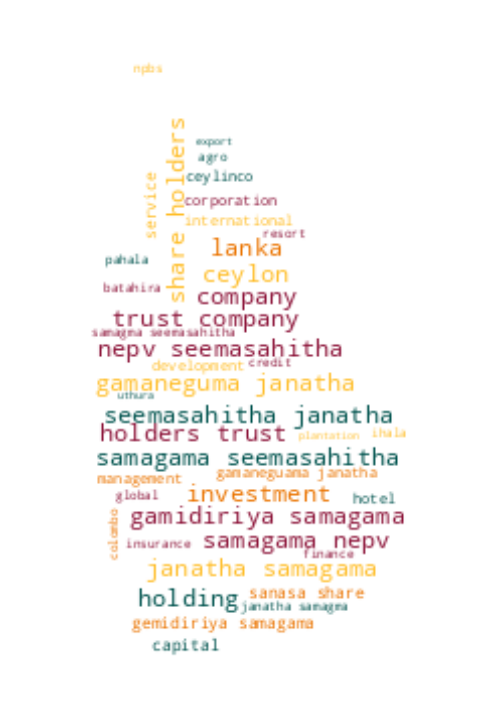 npbs
share holders
export
agro
service
ceylinco
corporation
international
resort
lanka
pahala
ceylon
batahira
company
trust company
samagma seemasahitha
nepv seemasahitha
development
credit
gamaneguma janatha
uthura
seemasahitha janatha
holders trust
plantation
ihala
samagama seemasahitha
gamaneguama janatha
management
investment
global
hotel
colombo
gamidiriya samagama
insurance
samagama nepv
finance
janatha samagama
sanasa share
holding
janatha samagma
gemidiriya samagama
capital